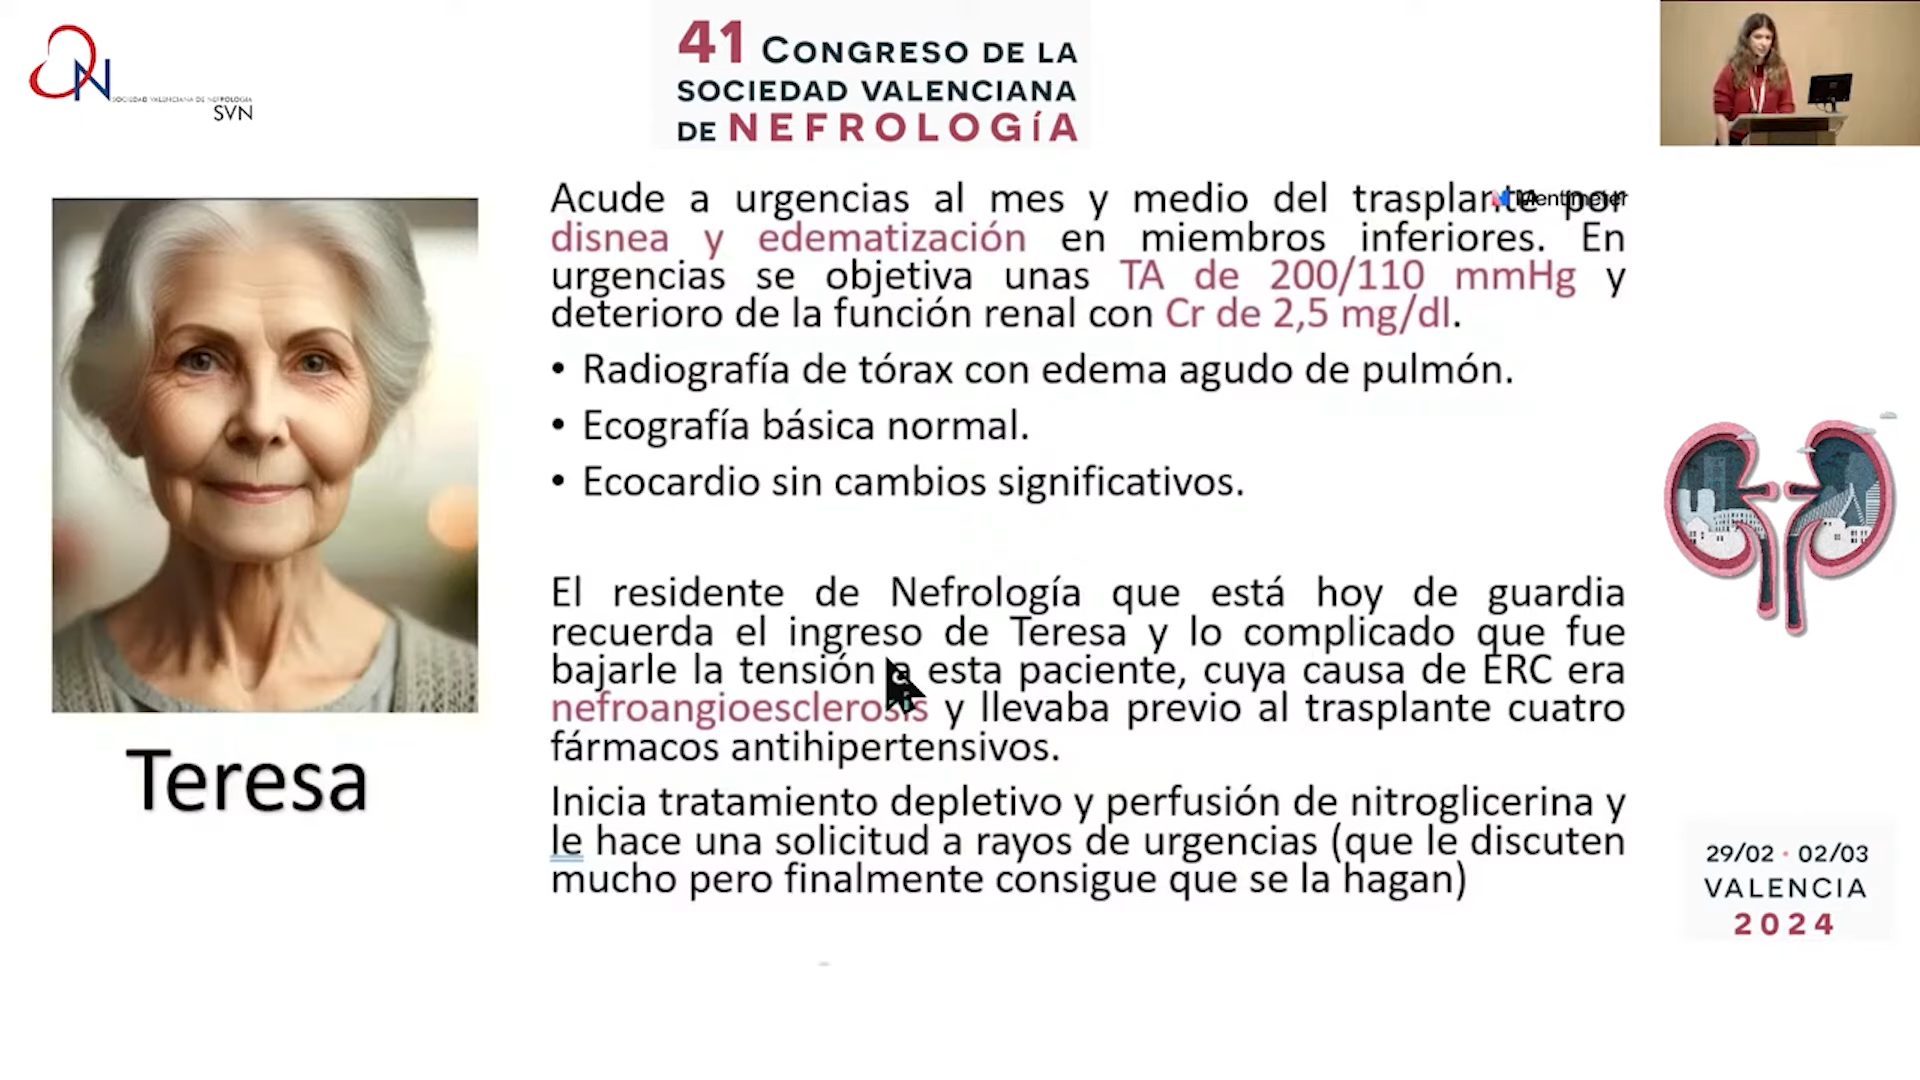 41 CONGRESO DE LA
SOCIEDAD VALENCIANA
DE NEFROLOGÍA
SOCIEDAD VALENCIANA DE NEFROLOGÍA
SVN
Acude a urgencias al mes y medio del trasplante por
Mentimeter
disnea y edematización en miembros inferiores. En
urgencias se objetiva unas TA de 200/110 mmHg y
deterioro de la función renal con Cr de 2,5 mg/dl.
• Radiografía de tórax con edema agudo de pulmón.
• Ecografía básica normal.
• Ecocardio sin cambios significativos.
El residente de Nefrología que está hoy de guardia
recuerda el ingreso de Teresa y lo complicado que fue
bajarle la tensión a esta paciente, cuya causa de ERC era
nefroangioesclerosis y llevaba previo al trasplante cuatro
fármacos antihipertensivos.
Inicia tratamiento depletivo y perfusión de nitroglicerina y
le hace una solicitud a rayos de urgencias (que le discuten
mucho pero finalmente consigue que se la hagan)
Teresa
29/02 • 02/03
VALENCIA
2024